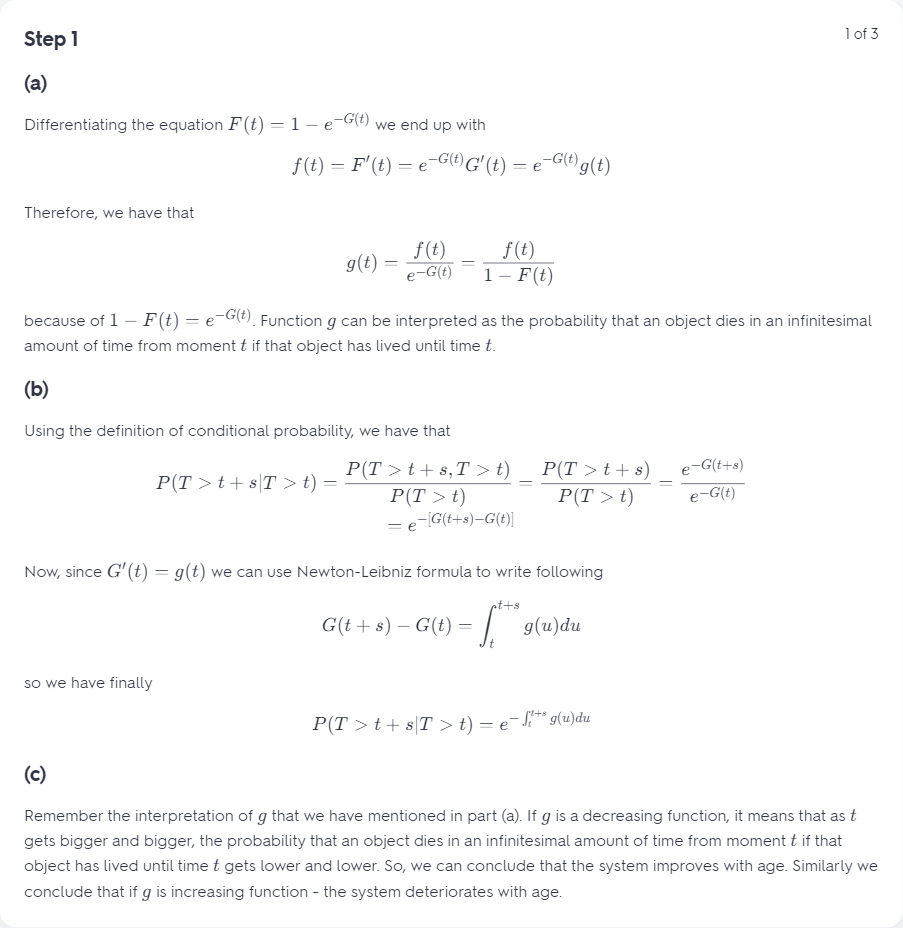 Step 1
1 of 3
(a)
Differentiating the equation F(t) = 1 − e^{−G(t)} we end up with
f(t) = F′(t) = e^{−G(t)}G′(t) = e^{−G(t)}g(t)
Therefore, we have that
g(t) = \frac{f(t)}{e^{−G(t)}} = \frac{f(t)}{1 − F(t)}
because of 1 − F(t) = e^{−G(t)}. Function g can be interpreted as the probability that an object dies in an infinitesimal
amount of time from moment t if that object has lived until time t.
(b)
Using the definition of conditional probability, we have that
P(T > t + s|T > t) = \frac{P(T > t + s, T > t)}{P(T > t)} = \frac{P(T > t + s)}{P(T > t)} = \frac{e^{−G(t+s)}}{e^{−G(t)}}
= e^{−[G(t+s)−G(t)]}
Now, since G′(t) = g(t) we can use Newton-Leibniz formula to write following
G(t + s) − G(t) = \int_{t}^{t+s} g(u)du
so we have finally
P(T > t + s|T > t) = e^{−\int_{t}^{t+s} g(u)du}
(c)
Remember the interpretation of g that we have mentioned in part (a). If g is a decreasing function, it means that as t
gets bigger and bigger, the probability that an object dies in an infinitesimal amount of time from moment t if that
object has lived until time t gets lower and lower. So, we can conclude that the system improves with age. Similarly we
conclude that if g is increasing function - the system deteriorates with age.